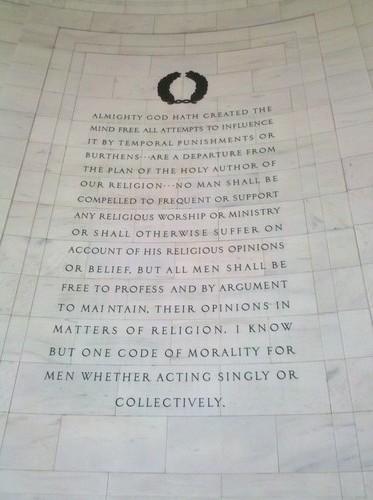 ALMIGHTY GOD HATH CREATED THE
MIND FREE. ALL ATTEMPTS TO INFLUENCE
IT BY TEMPORAL PUNISHMENTS OR
BURTHENS···ARE A DEPARTURE FROM
THE PLAN OF THE HOLY AUTHOR OF
OUR RELIGION···NO MAN SHALL BE
COMPELLED TO FREQUENT OR SUPPORT
ANY RELIGIOUS WORSHIP OR MINISTRY
OR SHALL OTHERWISE SUFFER ON
ACCOUNT OF HIS RELIGIOUS OPINIONS
OR BELIEF, BUT ALL MEN SHALL BE
FREE TO PROFESS AND BY ARGUMENT
TO MAINTAIN, THEIR OPINIONS IN
MATTERS OF RELIGION. I KNOW
BUT ONE CODE OF MORALITY FOR
MEN WHETHER ACTING SINGLY OR
COLLECTIVELY.